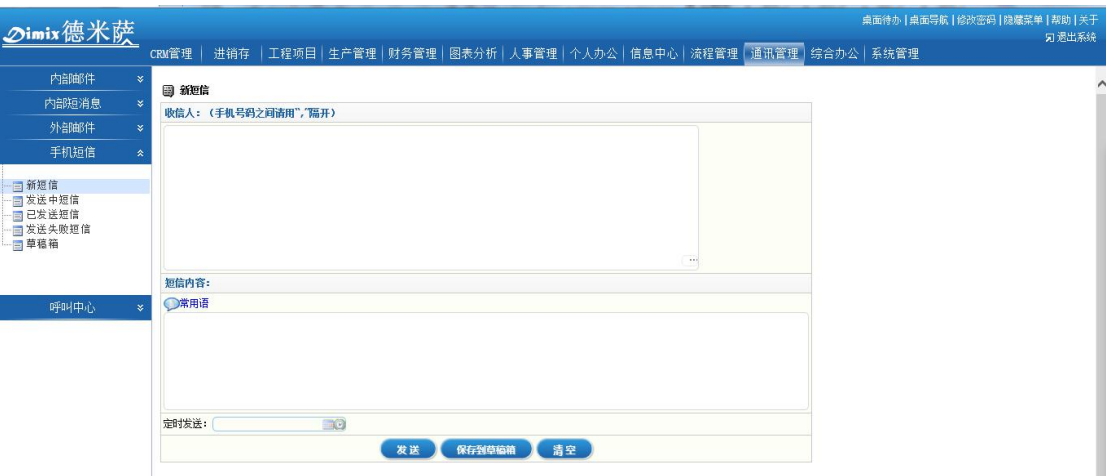 Dimix德米萨
桌面待办 | 桌面导航 | 修改密码 | 隐藏菜单 | 帮助 | 关于
退出系统
CRM管理 | 进销存 | 工程项目 | 生产管理 | 财务管理 | 图表分析 | 人事管理 | 个人办公 | 信息中心 | 流程管理 | 通讯管理 | 综合办公 | 系统管理
内部邮件
内部短消息
外部邮件
手机短信
新短信
发送中短信
已发送短信
发送失败短信
草稿箱
呼叫中心
新短信
收信人：（手机号码之间请用","隔开）
...
短信内容：
常用语
定时发送：
发送 保存到草稿箱 清空